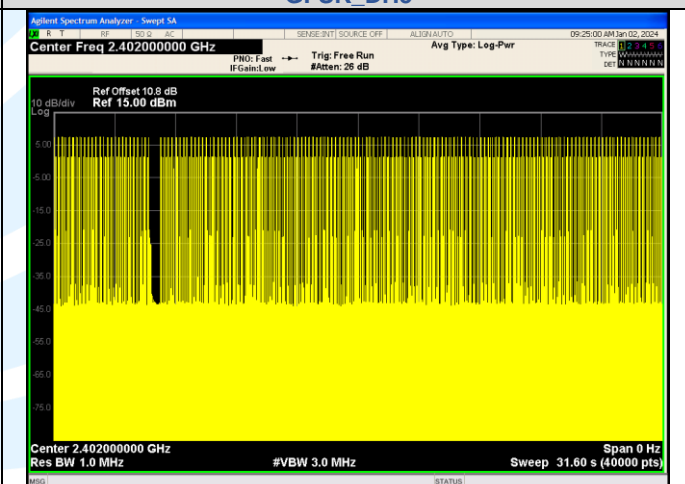 Agilent Spectrum Analyzer - Swept SA
R T RF 50 Ω AC SENSE:INT SOURCE OFF ALIGN AUTO 09:25:00 AM Jan 02, 2024
Center Freq 2.402000000 GHz Avg Type: Log-Pwr TRACE 1 2 3 4 5 6
PNO: Fast Trig: Free Run TYPE W
IFGain:Low #Atten: 26 dB DET N N N N N N
Ref Offset 10.8 dB
10 dB/div Ref 15.00 dBm
Log
5.00
-5.00
-15.0
-25.0
-35.0
-45.0
-55.0
-65.0
-75.0
Center 2.402000000 GHz Span 0 Hz
Res BW 1.0 MHz #VBW 3.0 MHz Sweep 31.60 s (40000 pts)
MSG STATUS